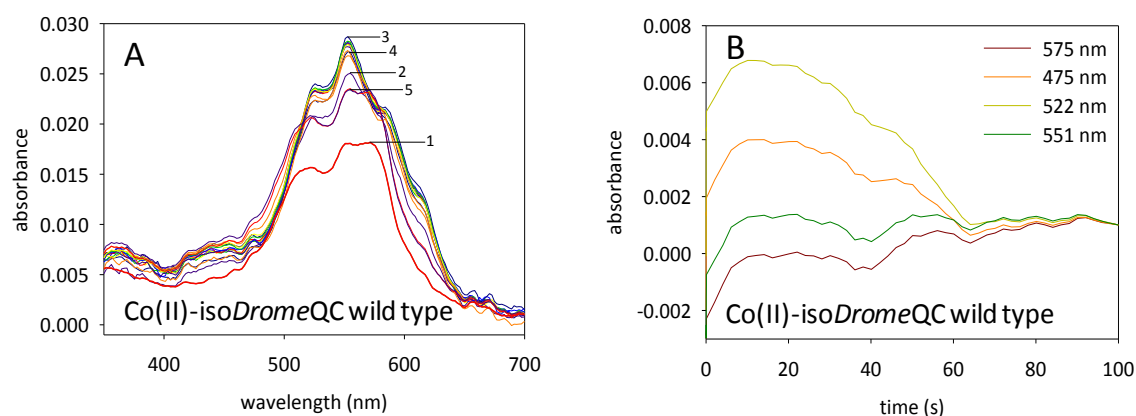 A
0.030
0.025
0.020
0.015
0.010
0.005
0.000
absorbance
3
4
2
5
1
Co(II)-isoDromeQC wild type
400
500
600
700
wavelength (nm)
B
0.008
0.006
0.004
0.002
0.000
-0.002
absorbance
575 nm
475 nm
522 nm
551 nm
Co(II)-isoDromeQC wild type
0
20
40
60
80
100
time (s)